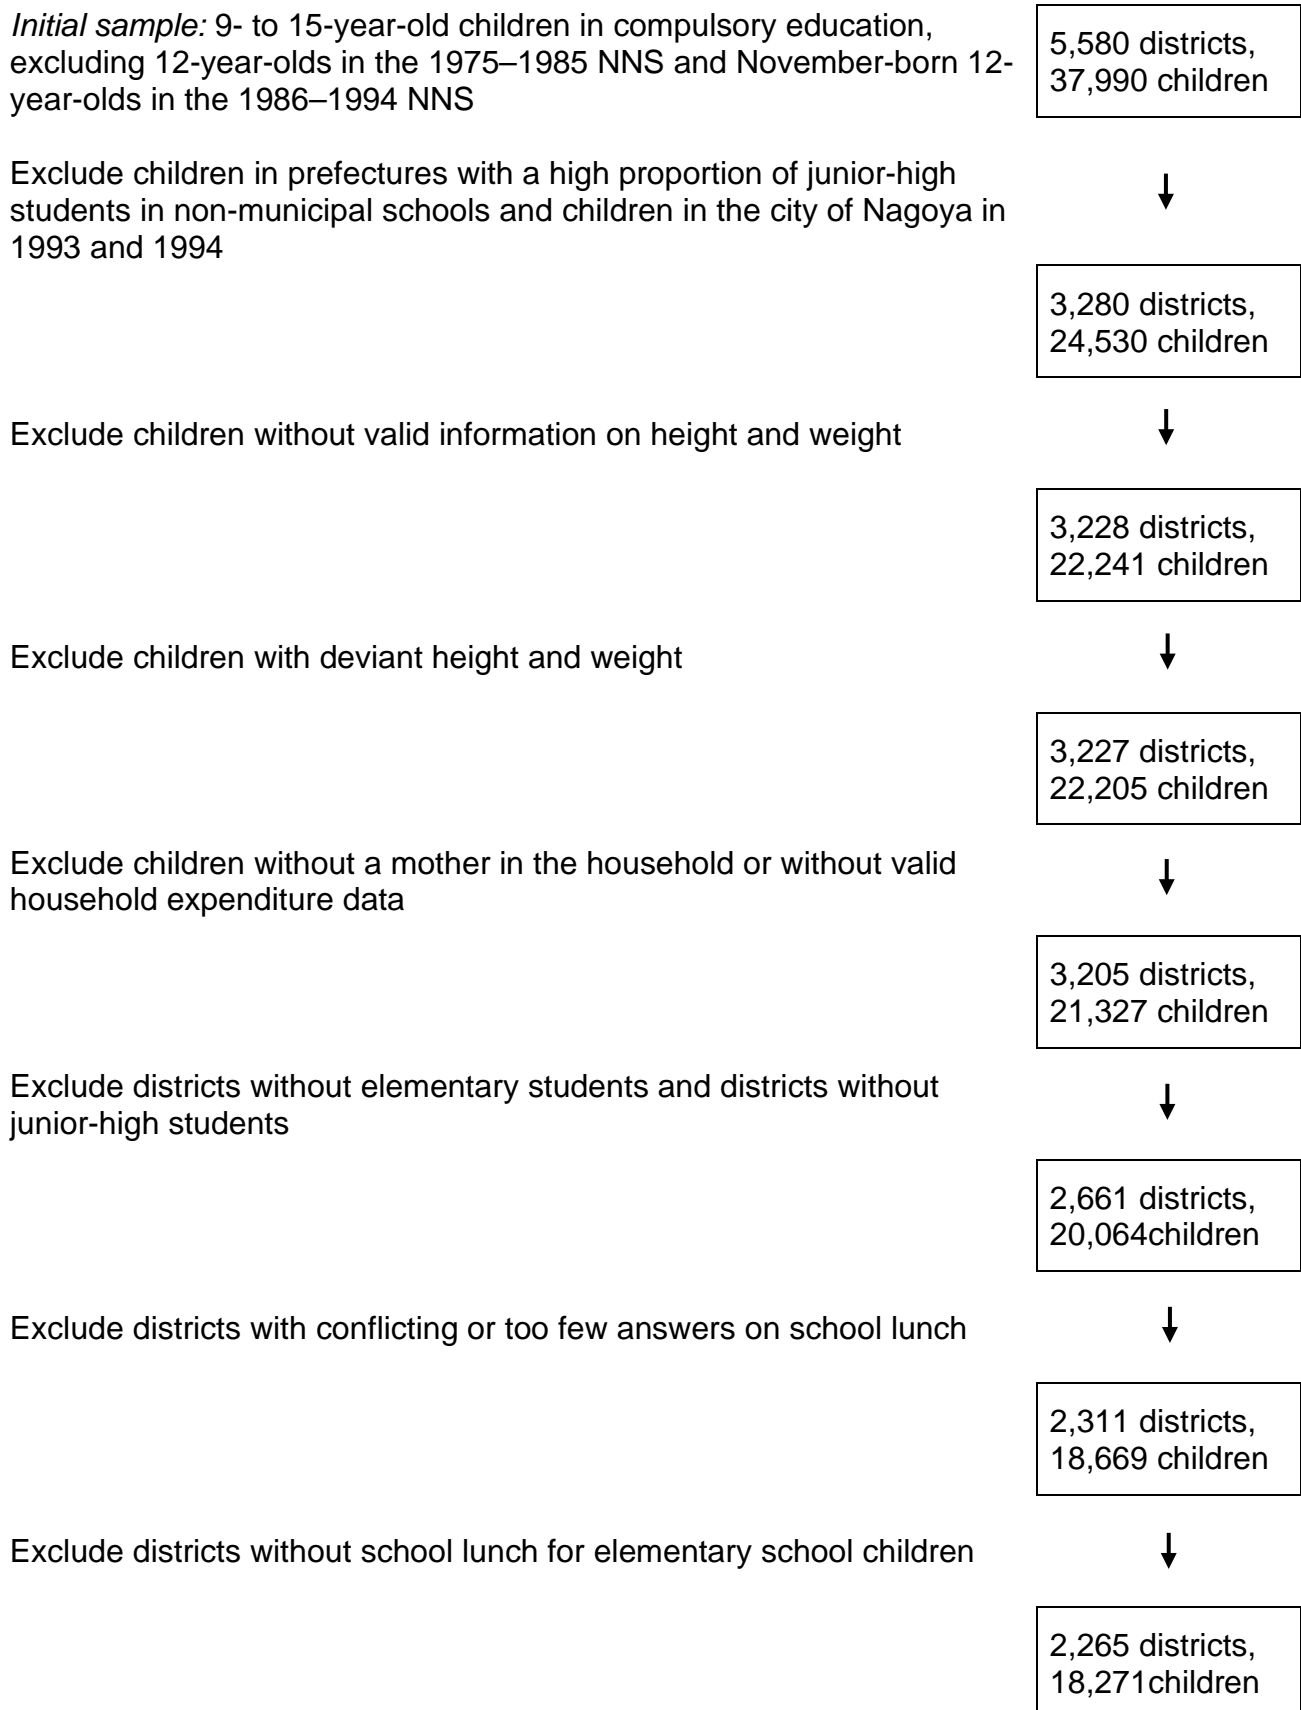 Initial sample: 9- to 15-year-old children in compulsory education,
excluding 12-year-olds in the 1975–1985 NNS and November-born 12-
year-olds in the 1986–1994 NNS
5,580 districts,
37,990 children
Exclude children in prefectures with a high proportion of junior-high
students in non-municipal schools and children in the city of Nagoya in
1993 and 1994
3,280 districts,
24,530 children
Exclude children without valid information on height and weight
3,228 districts,
22,241 children
Exclude children with deviant height and weight
3,227 districts,
22,205 children
Exclude children without a mother in the household or without valid
household expenditure data
3,205 districts,
21,327 children
Exclude districts without elementary students and districts without
junior-high students
2,661 districts,
20,064children
Exclude districts with conflicting or too few answers on school lunch
2,311 districts,
18,669 children
Exclude districts without school lunch for elementary school children
2,265 districts,
18,271children